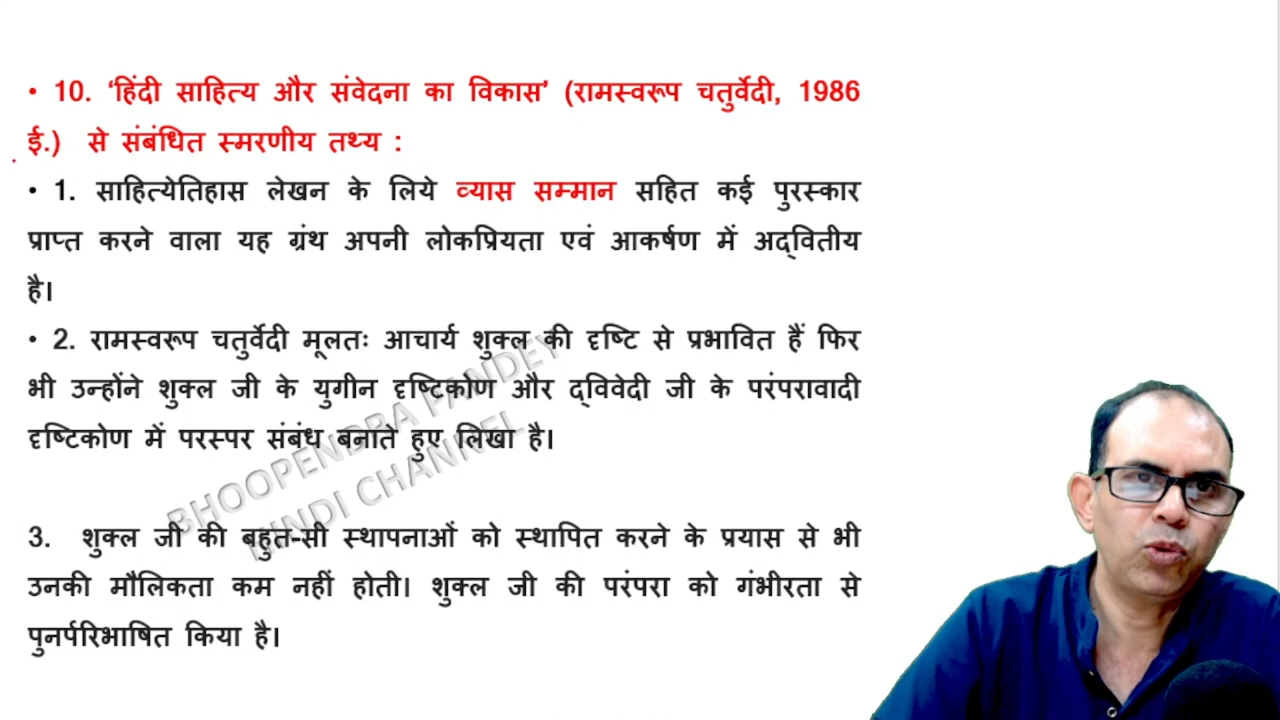 • 10. ‘हिंदी साहित्य और संवेदना का विकास’ (रामस्वरूप चतुर्वेदी, 1986
ई.) से संबंधित स्मरणीय तथ्य :
• 1. साहित्येतिहास लेखन के लिये व्यास सम्मान सहित कई पुरस्कार
प्राप्त करने वाला यह ग्रंथ अपनी लोकप्रियता एवं आकर्षण में अद्वितीय
है।
• 2. रामस्वरूप चतुर्वेदी मूलतः आचार्य शुक्ल की दृष्टि से प्रभावित हैं फिर
भी उन्होंने शुक्ल जी के युगीन दृष्टिकोण और द्विवेदी जी के परंपरावादी
दृष्टिकोण में परस्पर संबंध बनाते हुए लिखा है।
BHOOPENDRA PANDEY
HINDI CHANNEL
3. शुक्ल जी की बहुत-सी स्थापनाओं को स्थापित करने के प्रयास से भी
उनकी मौलिकता कम नहीं होती। शुक्ल जी की परंपरा को गंभीरता से
पुनर्परिभाषित किया है।